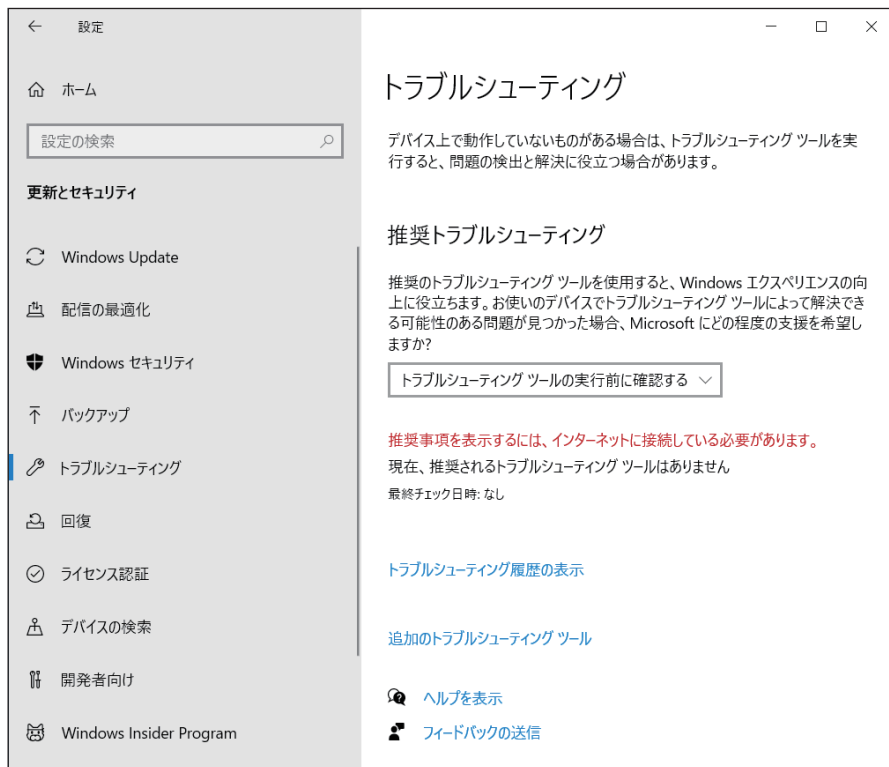 設定
ホーム
設定の検索
更新とセキュリティ
Windows Update
配信の最適化
Windows セキュリティ
バックアップ
トラブルシューティング
回復
ライセンス認証
デバイスの検索
開発者向け
Windows Insider Program
トラブルシューティング
デバイス上で動作していないものがある場合は、トラブルシューティング ツールを実
行すると、問題の検出と解決に役立つ場合があります。
推奨トラブルシューティング
推奨のトラブルシューティング ツールを使用すると、Windows エクスペリエンスの向
上に役立ちます。お使いのデバイスでトラブルシューティング ツールによって解決でき
る可能性のある問題が見つかった場合、Microsoft にどの程度の支援を希望し
ますか?
トラブルシューティング ツールの実行前に確認する
推奨事項を表示するには、インターネットに接続している必要があります。
現在、推奨されるトラブルシューティング ツールはありません
最終チェック日時: なし
トラブルシューティング履歴の表示
追加のトラブルシューティング ツール
ヘルプを表示
フィードバックの送信